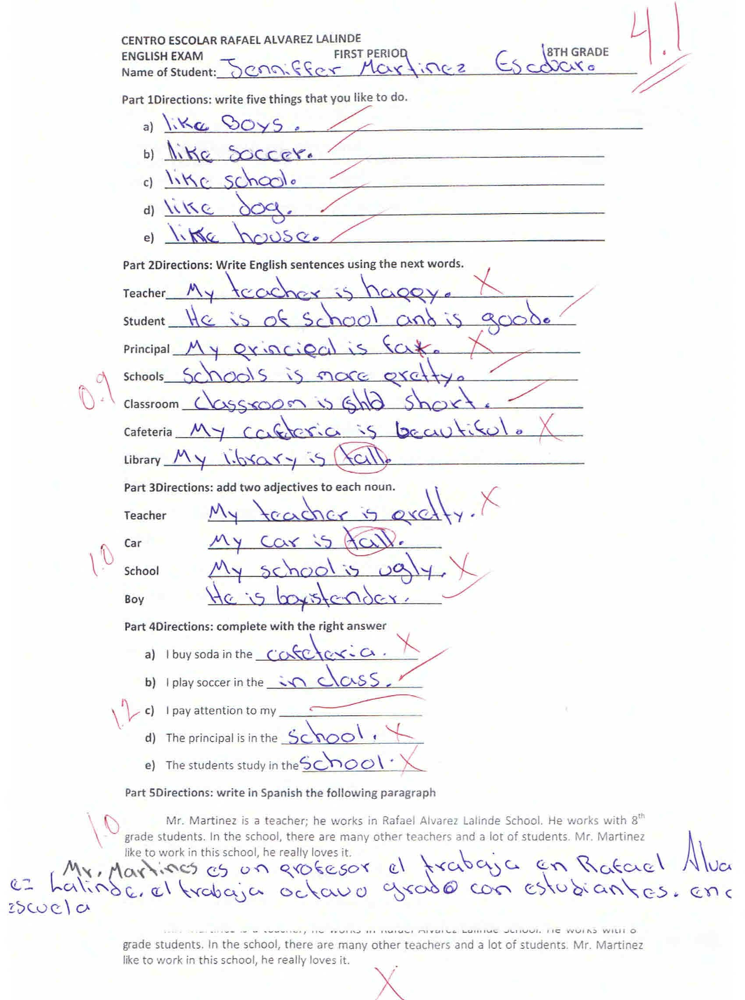 4.1
CENTRO ESCOLAR RAFAEL ALVAREZ LALINDE
ENGLISH EXAM FIRST PERIOD 8TH GRADE
Name of Student: Jenniffer Martinez Escobar.
Part 1Directions: write five things that you like to do.
a) like Boys.
b) like soccer.
c) like school.
d) like dog.
e) like house.
Part 2Directions: Write English sentences using the next words.
Teacher My teacher is happy. X
Student He is of school and is good.
Principal My principal is fat. X
Schools schools is more pretty.
0.9
Classroom classroom is short.
Cafeteria My cafteria is beautiful. X
Library My library is tall.
Part 3Directions: add two adjectives to each noun.
Teacher My teacher is pretty. X
Car My car is tall.
1.0
School My school is ugly. X
Boy He is boyistender.
Part 4Directions: complete with the right answer
a) I buy soda in the cafeteria. X
b) I play soccer in the in class.
1.2 c) I pay attention to my
d) The principal is in the school. X
e) The students study in the school. X
Part 5Directions: write in Spanish the following paragraph
1.0
Mr. Martinez is a teacher; he works in Rafael Alvarez Lalinde School. He works with 8th
grade students. In the school, there are many other teachers and a lot of students. Mr. Martinez
like to work in this school, he really loves it.
Mr. Martines es un profesor el trabaja en Rafael Alva
ez Lalinde. el trabaja octavo grado con estudiantes. en e
escuela
Martinez is a teacher, he works in Rafael Alvarez Lalinde School. He works with 8
grade students. In the school, there are many other teachers and a lot of students. Mr. Martinez
like to work in this school, he really loves it.
X